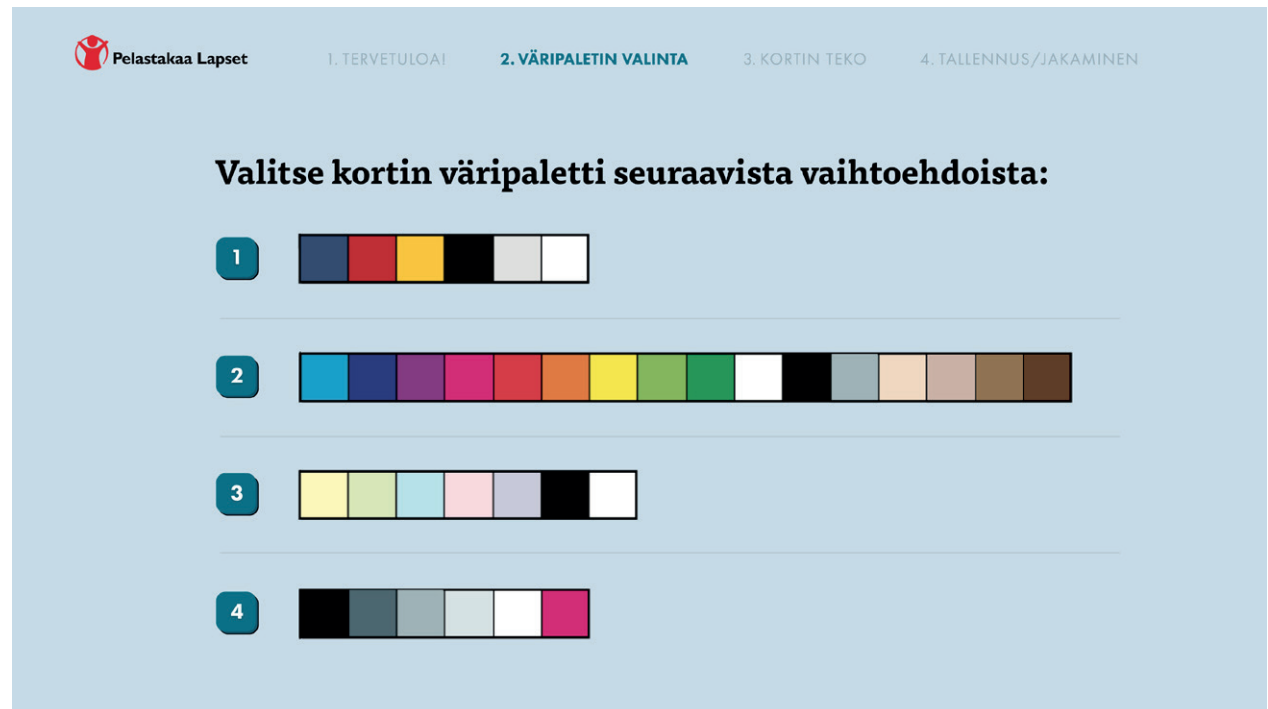 Pelastakaa Lapset
1. TERVETULOA!
2. VÄRIPALETIN VALINTA
3. KORTIN TEKO
4. TALLENNUS/JAKAMINEN
Valitse kortin väripaletti seuraavista vaihtoehdoista:
1
2
3
4